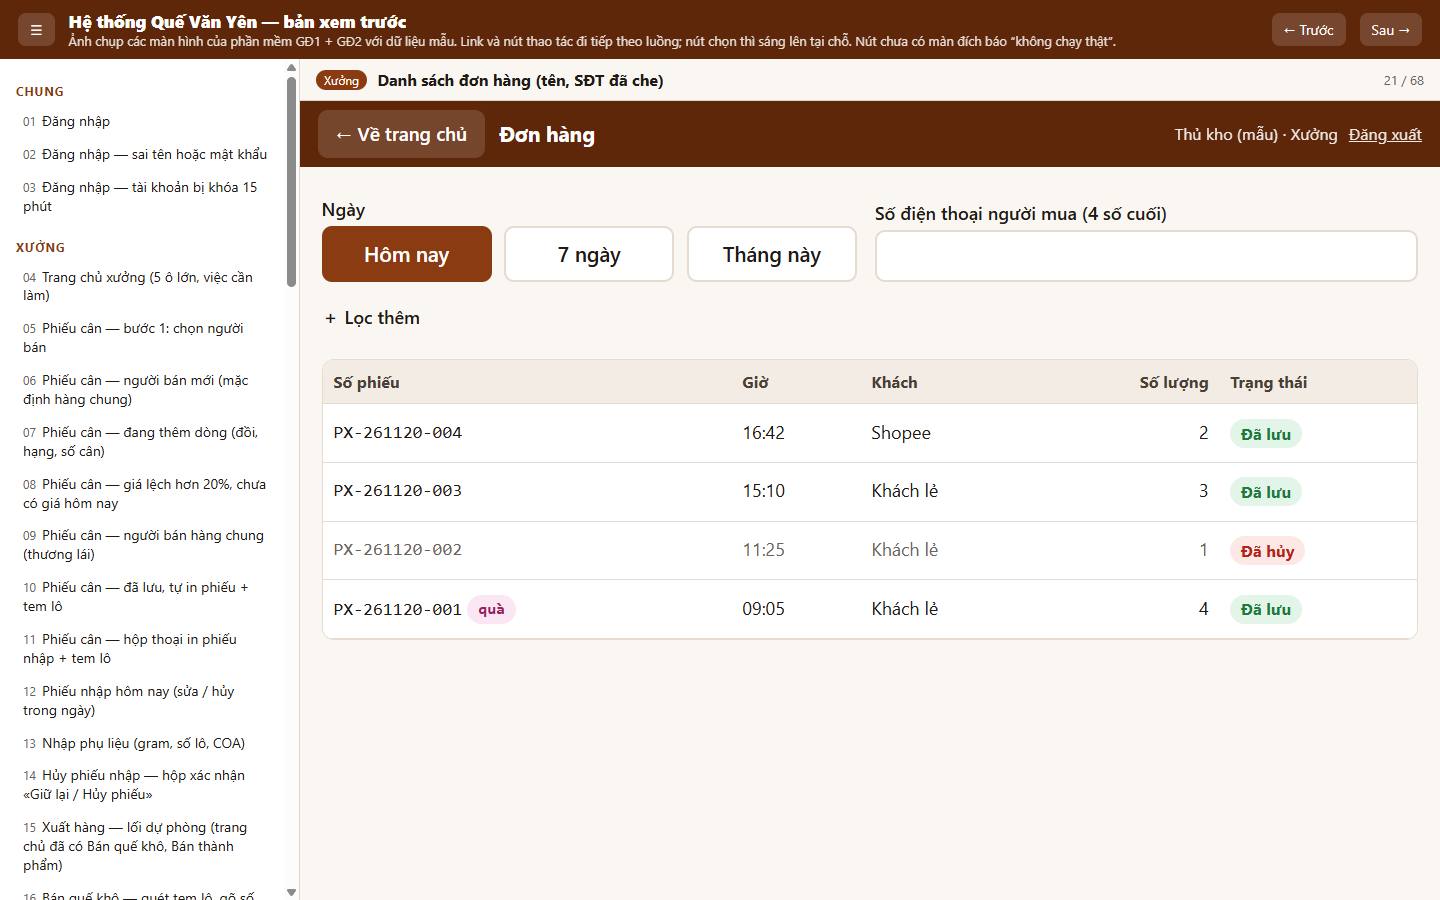 ☰
Hệ thống Quế Văn Yên — bản xem trước
Ảnh chụp các màn hình của phần mềm GĐ1 + GĐ2 với dữ liệu mẫu. Link và nút thao tác đi tiếp theo luồng; nút chọn thì sáng lên tại chỗ. Nút chưa có màn đích báo “không chạy thật”.
← Trước
Sau →
CHUNG
01 Đăng nhập
02 Đăng nhập — sai tên hoặc mật khẩu
03 Đăng nhập — tài khoản bị khóa 15
phút
XƯỞNG
04 Trang chủ xưởng (5 ô lớn, việc cần
làm)
05 Phiếu cân — bước 1: chọn người
bán
06 Phiếu cân — người bán mới (mặc
định hàng chung)
07 Phiếu cân — đang thêm dòng (đồi,
hạng, số cân)
08 Phiếu cân — giá lệch hơn 20%, chưa
có giá hôm nay
09 Phiếu cân — người bán hàng chung
(thương lái)
10 Phiếu cân — đã lưu, tự in phiếu +
tem lô
11 Phiếu cân — hộp thoại in phiếu
nhập + tem lô
12 Phiếu nhập hôm nay (sửa / hủy
trong ngày)
13 Nhập phụ liệu (gram, số lô, COA)
14 Hủy phiếu nhập — hộp xác nhận
«Giữ lại / Hủy phiếu»
15 Xuất hàng — lối dự phòng (trang
chủ đã có Bán quế khô, Bán thành
phẩm)
16 Bán quế khô — quét tem lô, gõ số
Xưởng
Danh sách đơn hàng (tên, SĐT đã che)
21 / 68
← Về trang chủ
Đơn hàng
Thủ kho (mẫu) · Xưởng
Đăng xuất
Ngày
Hôm nay
7 ngày
Tháng này
Số điện thoại người mua (4 số cuối)
+ Lọc thêm
Số phiếu Giờ Khách Số lượng Trạng thái
PX-261120-004 16:42 Shopee 2 Đã lưu
PX-261120-003 15:10 Khách lẻ 3 Đã lưu
PX-261120-002 11:25 Khách lẻ 1 Đã hủy
PX-261120-001 quà 09:05 Khách lẻ 4 Đã lưu